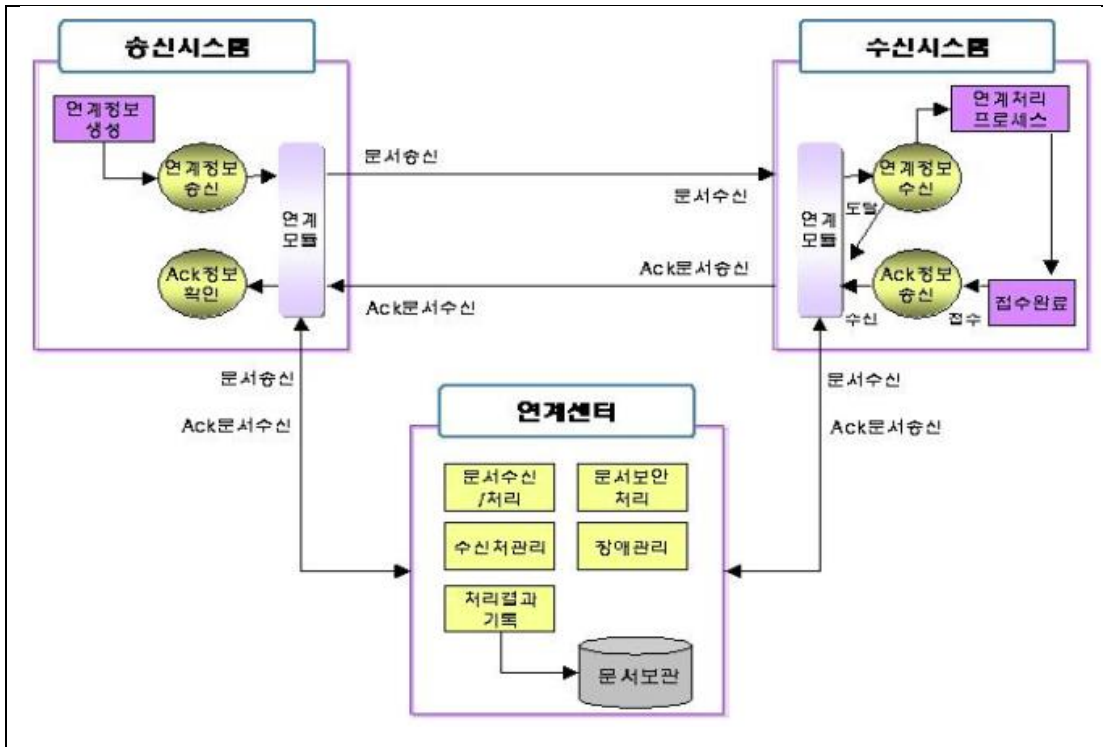 송신시스템
연계정보
생성
연계정보
송신
연계
모듈
Ack정보
확인
문서송신
문서수신
Ack문서송신
Ack문서수신
수신시스템
연계처리
프로세스
연계정보
수신
연계
모듈
도달
Ack정보
송신
수신
접수
접수완료
문서송신
Ack문서수신
문서수신
Ack문서송신
연계센터
문서수신
/처리
문서보안
처리
수신처관리
장애관리
처리결과
기록
문서보관